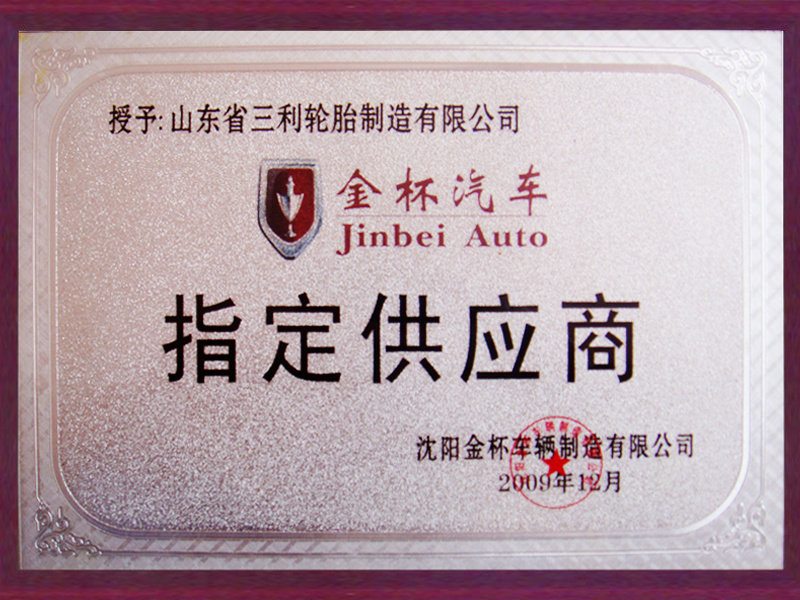 授予:山东省三利轮胎制造有限公司
金杯汽车
Jinbei Auto
指定供应商
沈阳金杯车辆制造有限公司
2009年12月